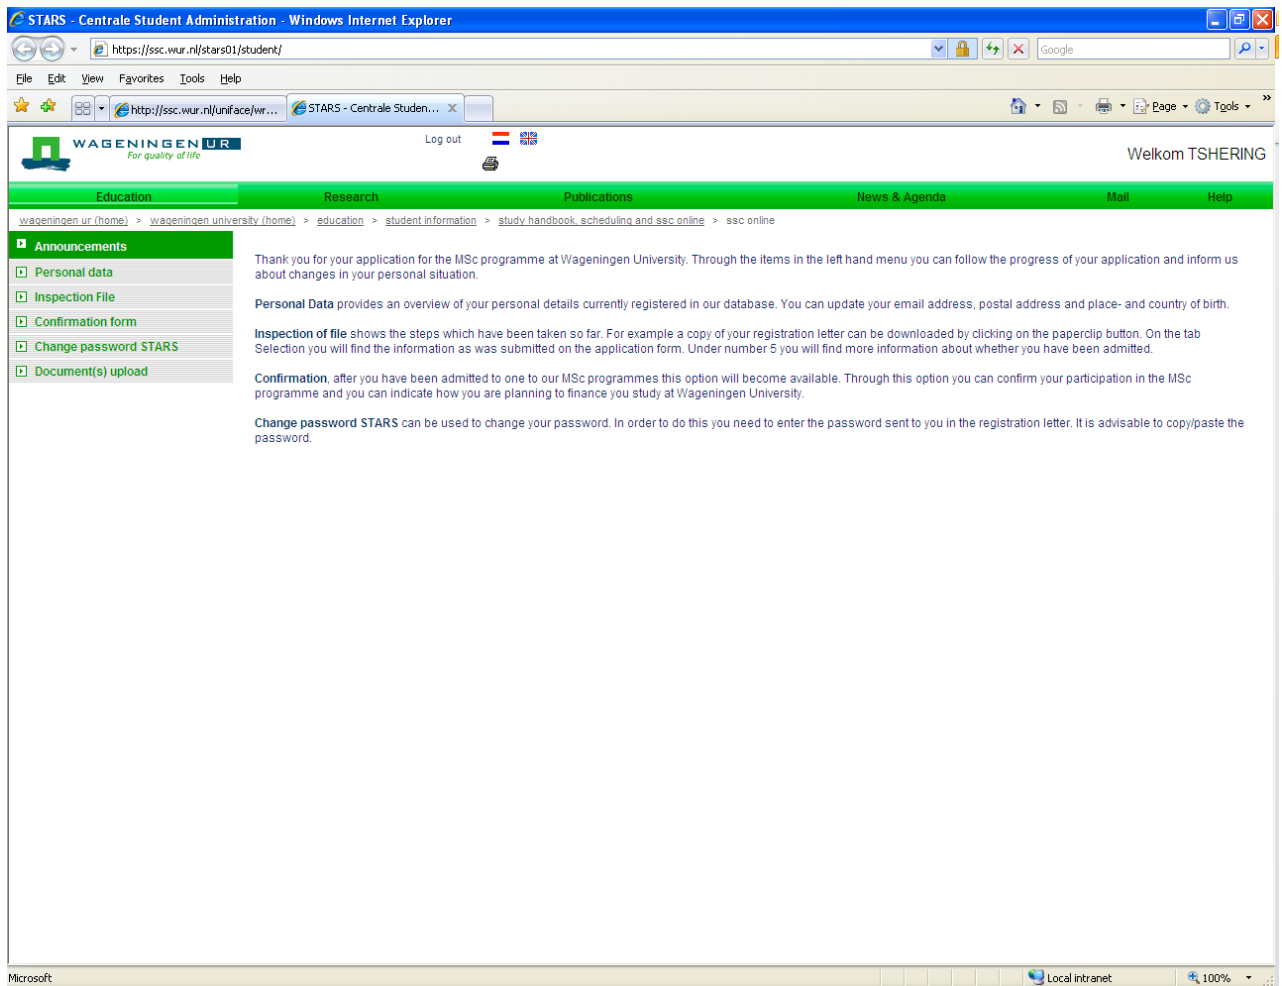 STARS - Centrale Student Administration - Windows Internet Explorer
https://ssc.wur.nl/stars01/student/
Google
File Edit View Favorites Tools Help
http://ssc.wur.nl/uniface/wr...
STARS - Centrale Studen...
Page
Tools
WAGENINGEN UR
For quality of life
Log out
Welkom TSHERING
Education Research Publications News & Agenda Mail Help
wageningen ur (home) > wageningen university (home) > education > student information > study handbook, scheduling and ssc online > ssc online
Announcements
Personal data
Inspection File
Confirmation form
Change password STARS
Document(s) upload
Thank you for your application for the MSc programme at Wageningen University. Through the items in the left hand menu you can follow the progress of your application and inform us
about changes in your personal situation.
Personal Data provides an overview of your personal details currently registered in our database. You can update your email address, postal address and place- and country of birth.
Inspection of file shows the steps which have been taken so far. For example a copy of your registration letter can be downloaded by clicking on the paperclip button. On the tab
Selection you will find the information as was submitted on the application form. Under number 5 you will find more information about whether you have been admitted.
Confirmation, after you have been admitted to one to our MSc programmes this option will become available. Through this option you can confirm your participation in the MSc
programme and you can indicate how you are planning to finance you study at Wageningen University.
Change password STARS can be used to change your password. In order to do this you need to enter the password sent to you in the registration letter. It is advisable to copy/paste the
password.
Microsoft
Local intranet
100%